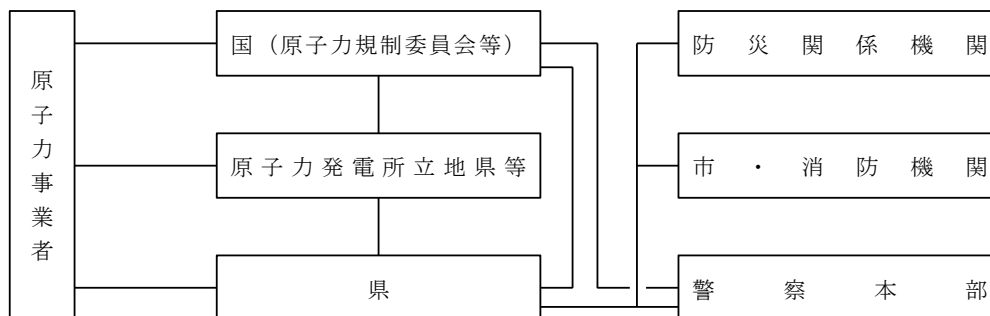 原子力事業者
国（原子力規制委員会等）
防災関係機関
原子力発電所立地県等
市・消防機関
県
警察本部